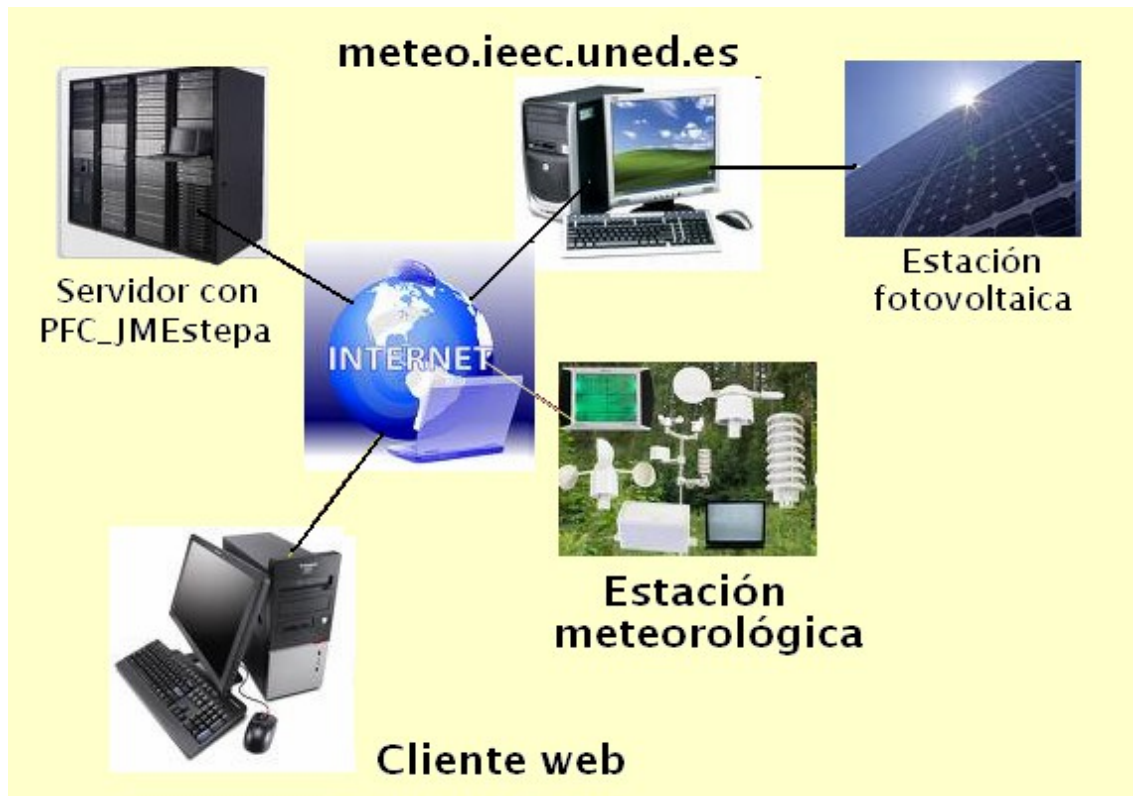 meteo.ieec.uned.es
Servidor con
PFC_JMEstepa
Estación
fotovoltaica
INTERNET
Estación
meteorológica
Cliente web